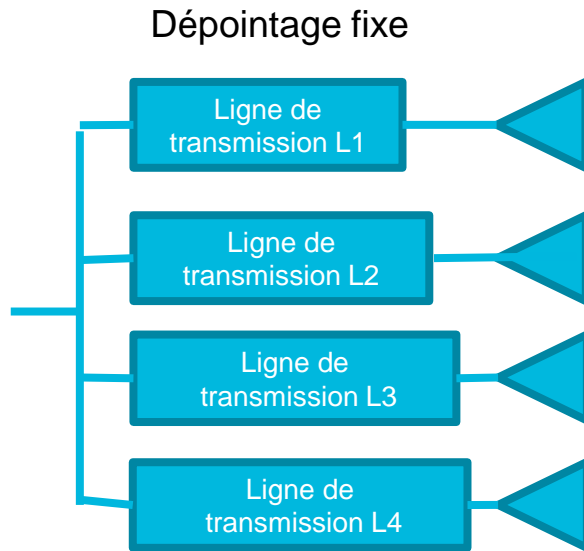 Dépointage fixe
Ligne de
transmission L1
Ligne de
transmission L2
Ligne de
transmission L3
Ligne de
transmission L4